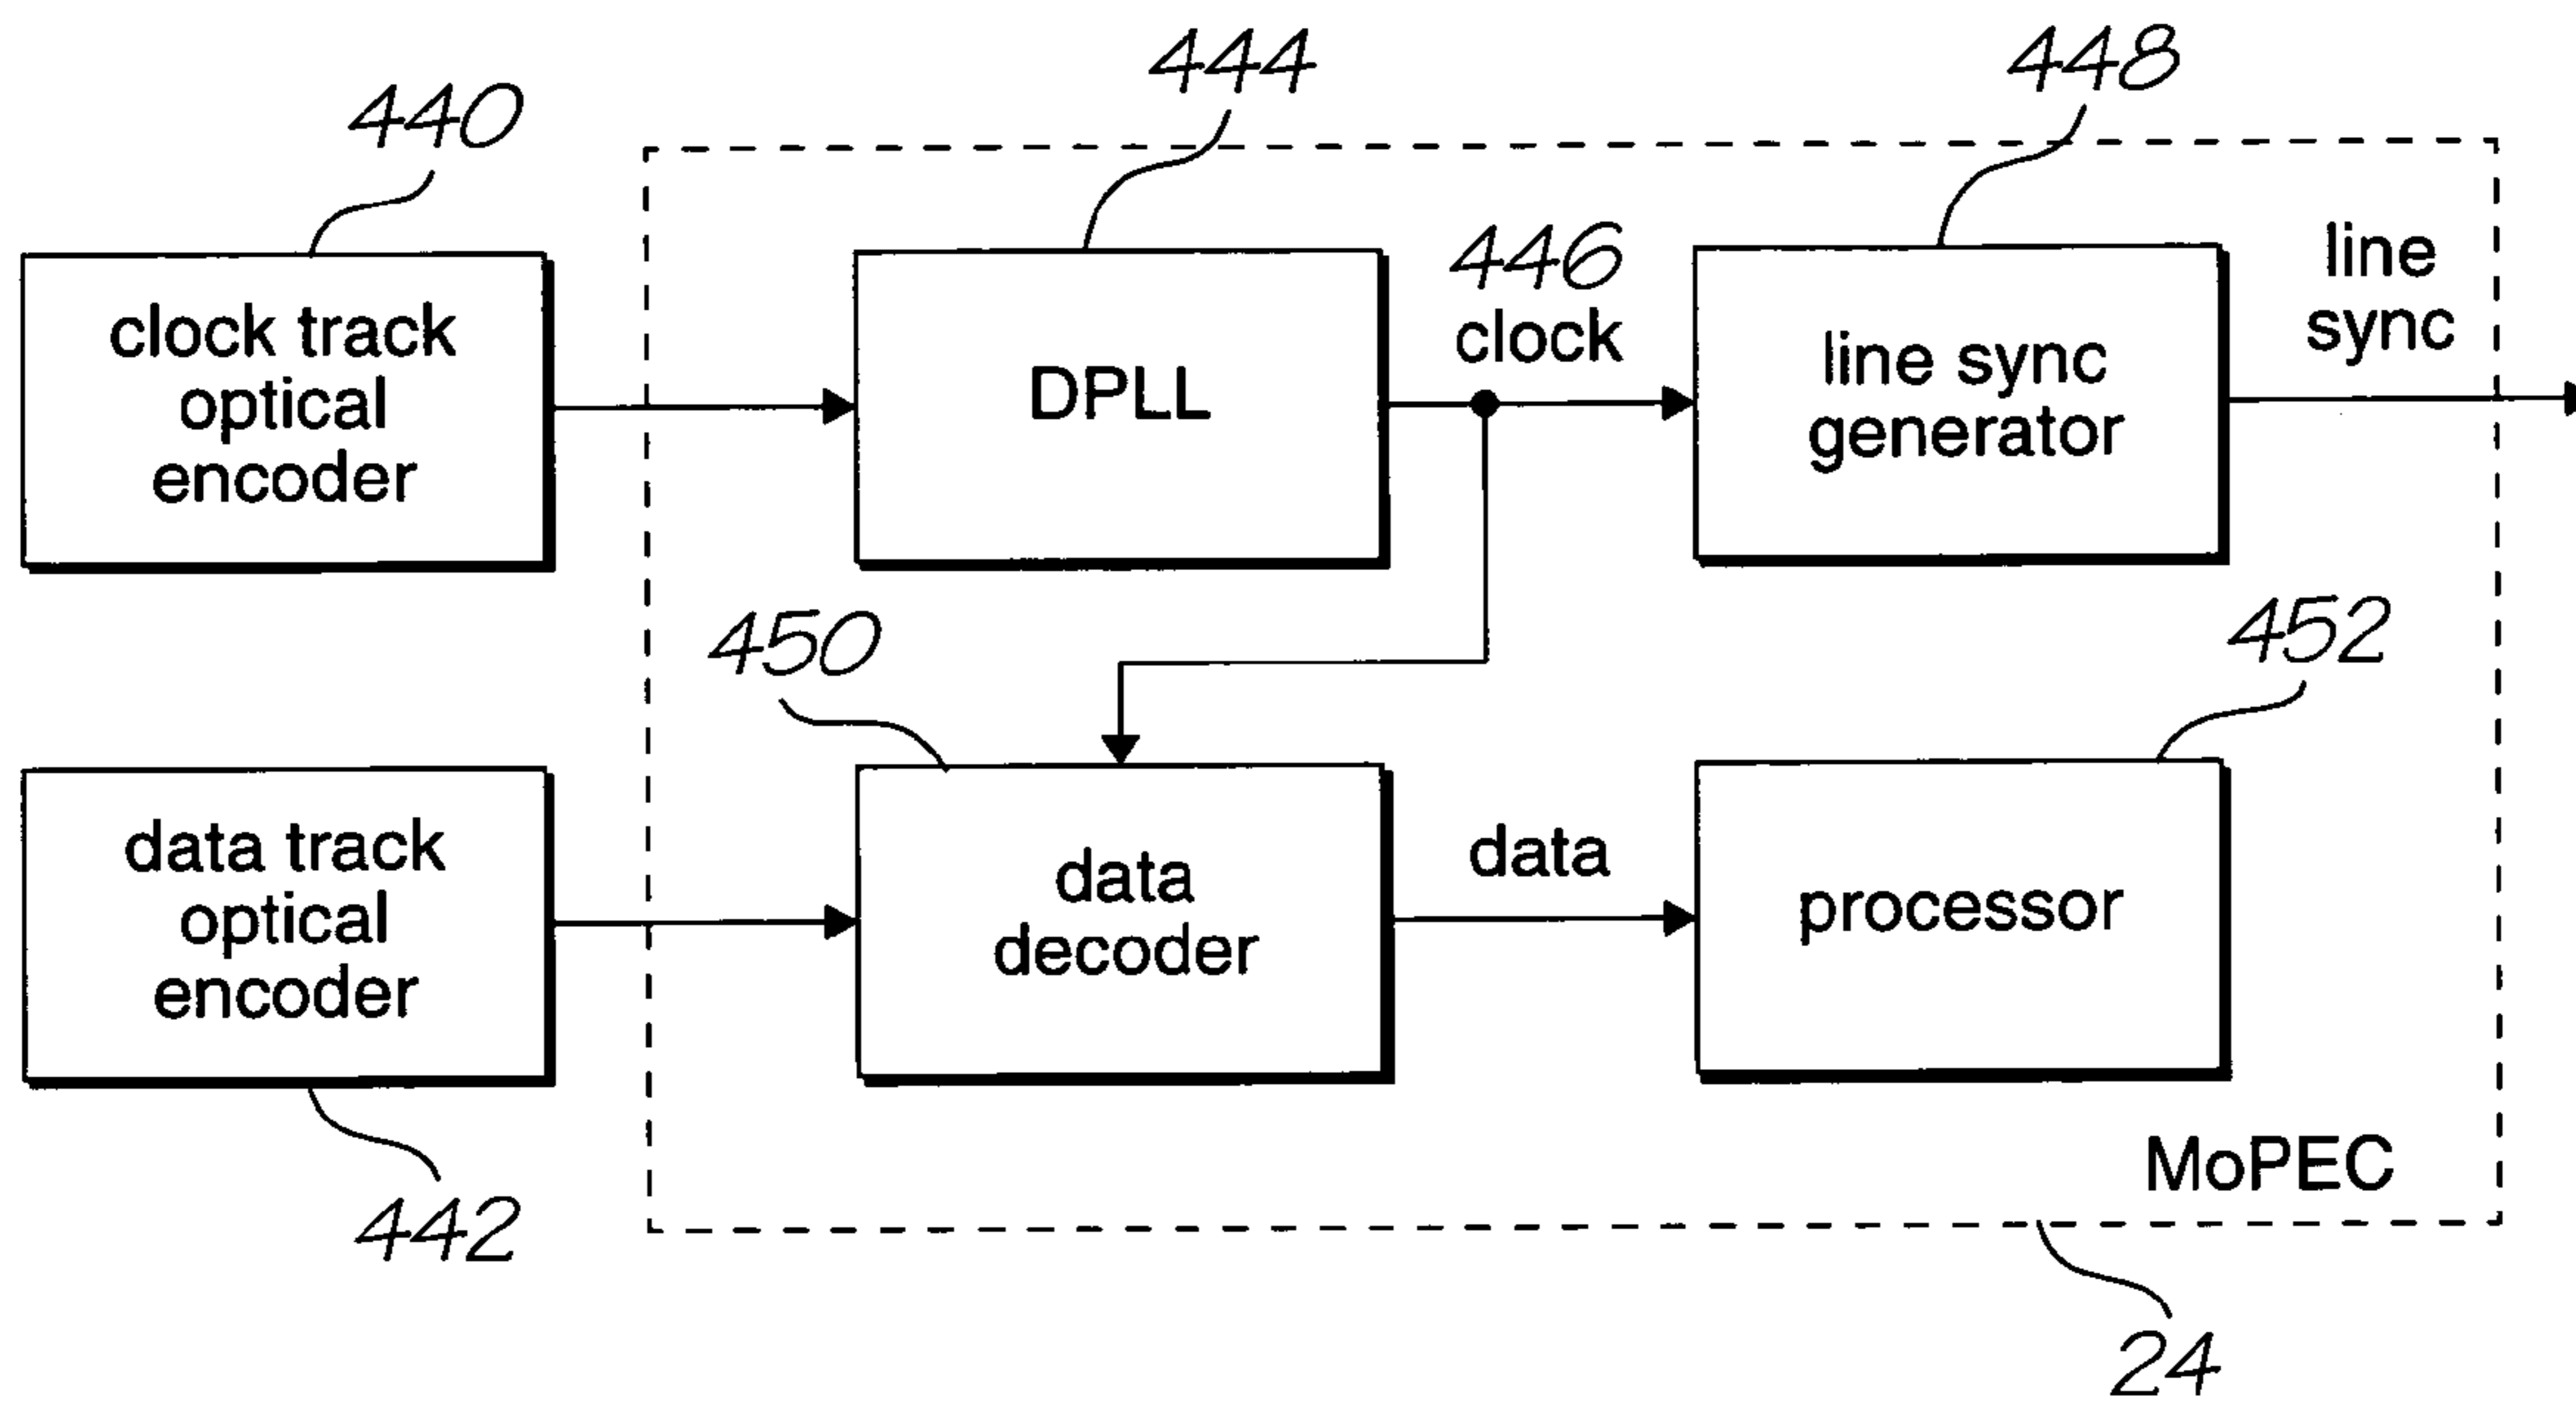 440
444
448
clock track
optical
encoder
DPLL
446
clock
line sync
generator
line
sync
450
452
data track
optical
encoder
data
decoder
data
processor
442
MoPEC
24